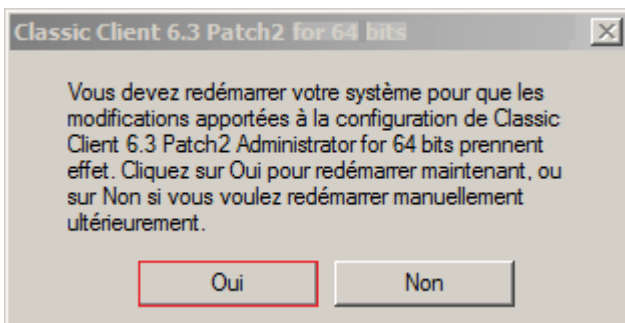 Classic Client 6.3 Patch2 for 64 bits
Vous devez redémarrer votre système pour que les
modifications apportées à la configuration de Classic
Client 6.3 Patch2 Administrator for 64 bits prennent
effet. Cliquez sur Oui pour redémarrer maintenant, ou
sur Non si vous voulez redémarrer manuellement
ultérieurement.
Oui
Non